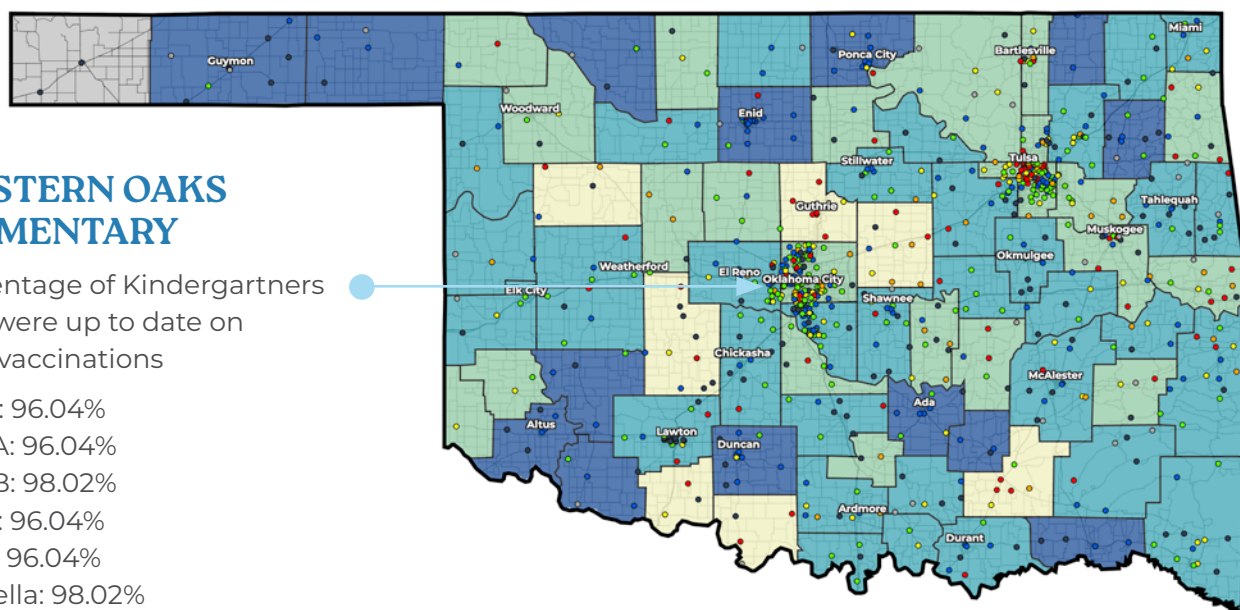 STERN OAKS
MENTARY
entage of Kindergartners
were up to date on
vaccinations
: 96.04%
A: 96.04%
B: 98.02%
: 96.04%
96.04%
ella: 98.02%
Guymon
Woodward
Enid
Ponca City
Bartlesville
Miami
Stillwater
Tulsa
Tahlequah
Guthrie
Muskogee
Weatherford
El Reno
Oklahoma City
Okmulgee
Elk City
Shawnee
Chickasha
McAlester
Altus
Lawton
Duncan
Ada
Ardmore
Durant